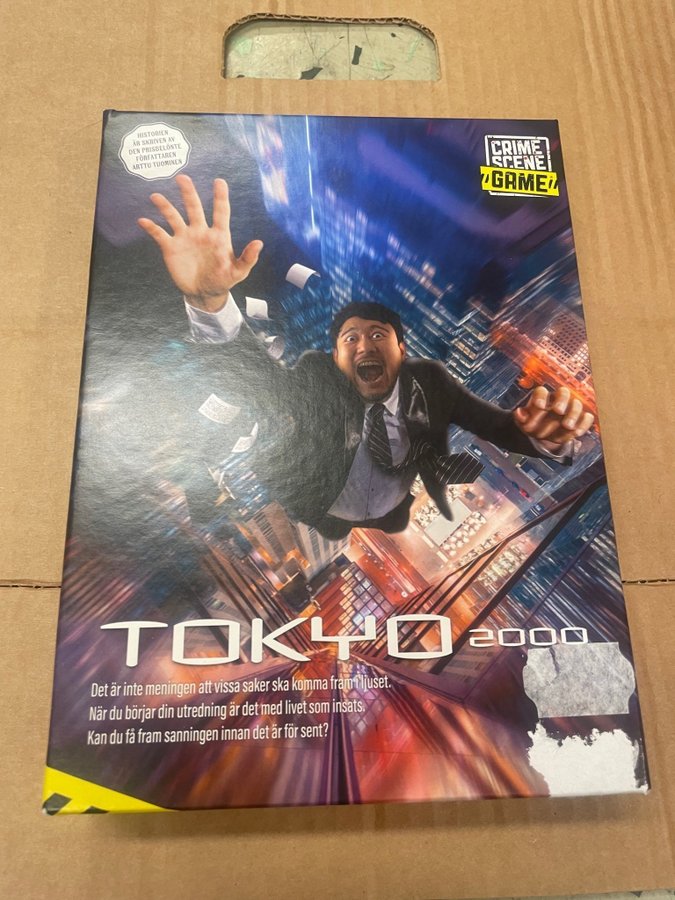 HISTORIEN
ÄR SKRIVEN AV
DEN PRISBELÖNTE
FÖRFATTAREN
ARTTU TUOMINEN
CRIME
SCENE
GAME
TOKYO 2000
Det är inte meningen att vissa saker ska komma fram i ljuset.
När du börjar din utredning är det med livet som insats.
Kan du få fram sanningen innan det är för sent?